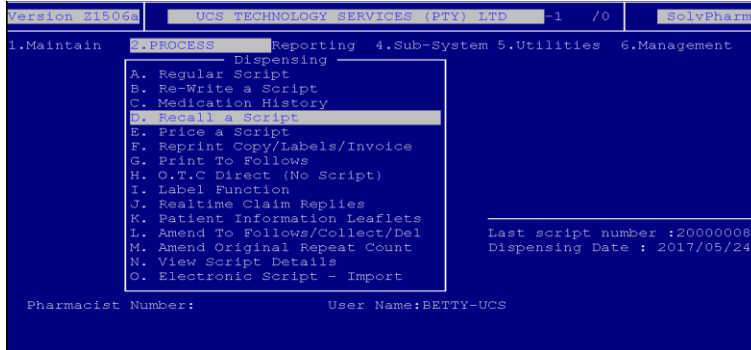 Version Z1506a UCS TECHNOLOGY SERVICES (PTY) LTD -1 /0 SolvPharm
1.Maintain 2.PROCESS Reporting 4.Sub-System 5.Utilities 6.Management
Dispensing
A. Regular Script
B. Re-Write a Script
C. Medication History
D. Recall a Script
E. Price a Script
F. Reprint Copy/Labels/Invoice
G. Print To Follows
H. O.T.C Direct (No Script)
I. Label Function
J. Realtime Claim Replies
K. Patient Information Leaflets
L. Amend To Follows/Collect/Del Last script number :20000008
M. Amend Original Repeat Count Dispensing Date : 2017/05/24
N. View Script Details
O. Electronic Script - Import
Pharmacist Number: User Name:BETTY-UCS